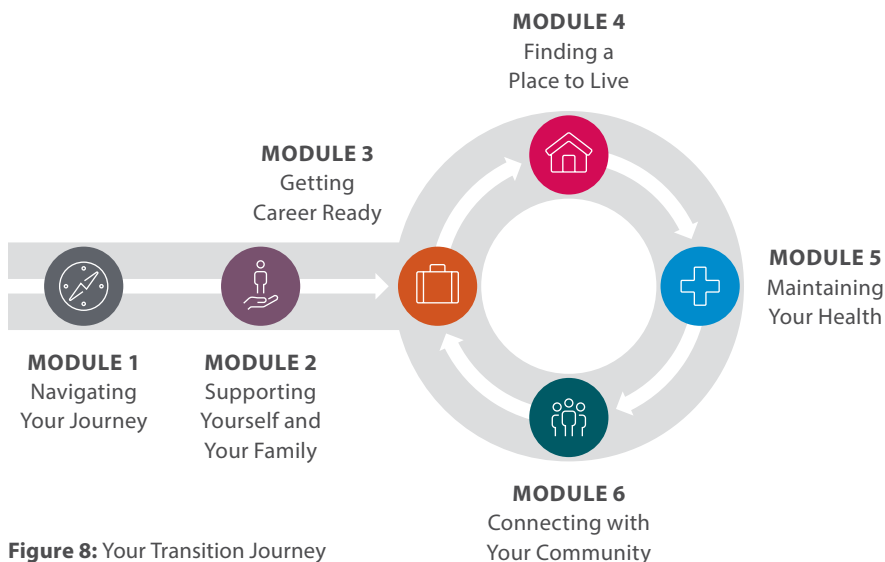 MODULE 4
Finding a
Place to Live
MODULE 3
Getting
Career Ready
MODULE 5
Maintaining
Your Health
MODULE 1
Navigating
Your Journey
MODULE 2
Supporting
Yourself and
Your Family
MODULE 6
Connecting with
Your Community
Figure 8: Your Transition Journey